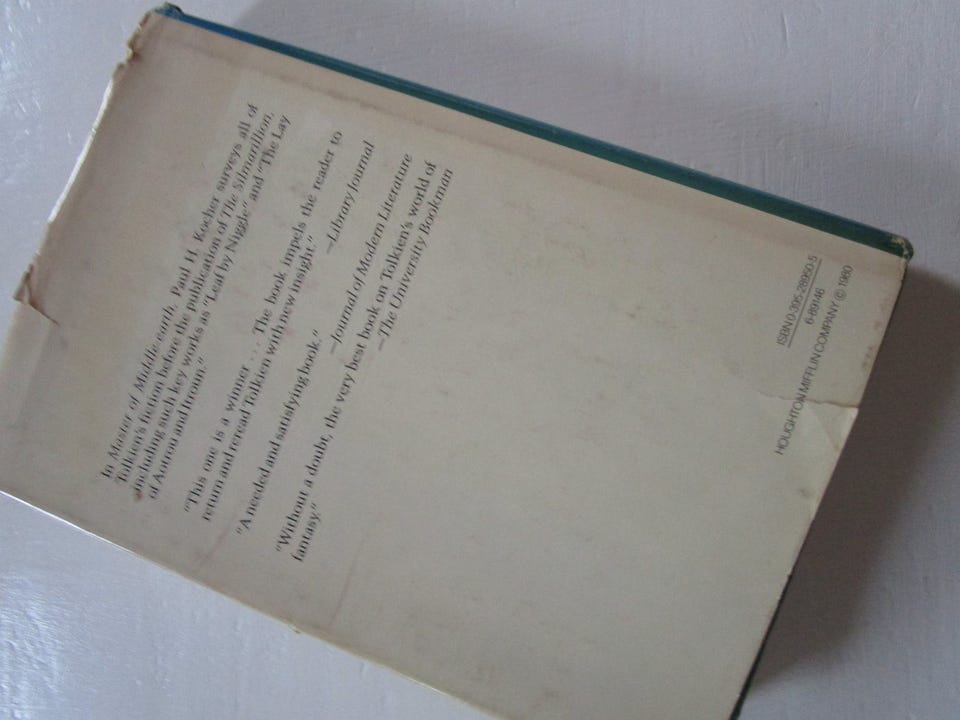 In Master of Middle-earth, Paul H. Kocher surveys all of
Tolkien's fiction before the publication of The Silmarillion,
including such key works as "Leaf by Niggle" and "The Lay
of Aotrou and Itroun."
"This one is a winner . . . The book impels the reader to
return and reread Tolkien with new insight."
—Library Journal
"A needed and satisfying book."
—Journal of Modern Literature
"Without a doubt, the very best book on Tolkien's world of
fantasy."
—The University Bookman
ISBN 0-395-28950-5
6-89146
HOUGHTON MIFFLIN COMPANY © 1980